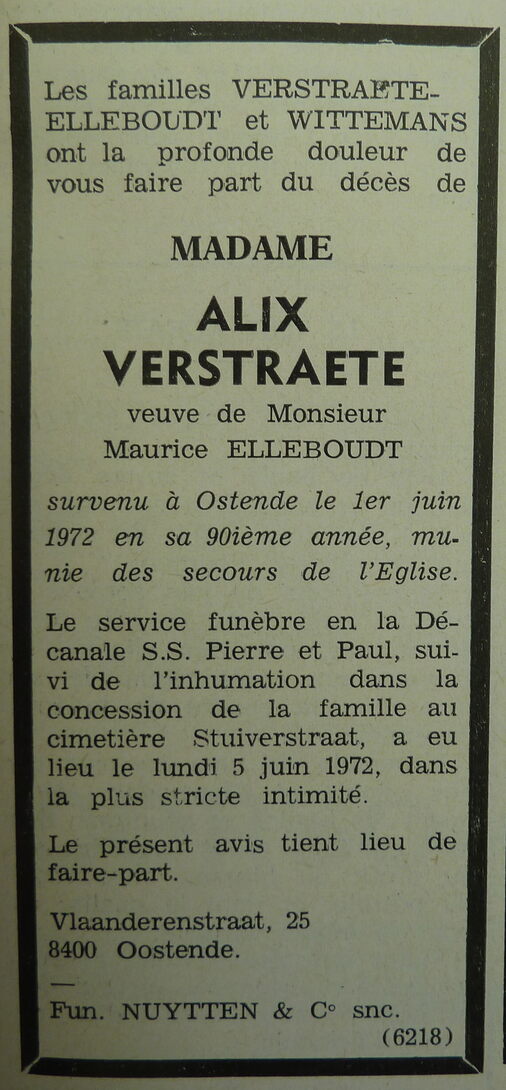 Les familles VERSTRAETE-
ELLEBOUDT et WITTEMANS
ont la profonde douleur de
vous faire part du décès de
MADAME
ALIX
VERSTRAETE
veuve de Monsieur
Maurice ELLEBOUDT
survenu à Ostende le 1er juin
1972 en sa 90ième année, mu-
nie des secours de l'Eglise.
Le service funèbre en la Dé-
canale S.S. Pierre et Paul, sui-
vi de l'inhumation dans la
concession de la famille au
cimetière Stuiverstraat, a eu
lieu le lundi 5 juin 1972, dans
la plus stricte intimité.
Le présent avis tient lieu de
faire-part.
Vlaanderenstraat, 25
8400 Oostende.
—
Fun. NUYTTEN & C° snc.
(6218)